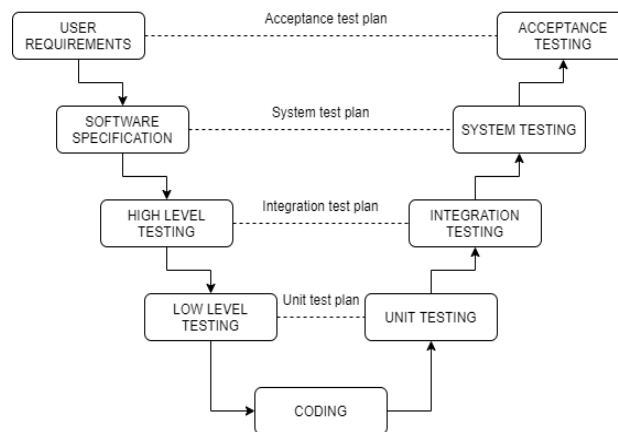 USER
REQUIREMENTS
Acceptance test plan
ACCEPTANCE
TESTING
SOFTWARE
SPECIFICATION
System test plan
SYSTEM TESTING
HIGH LEVEL
TESTING
Integration test plan
INTEGRATION
TESTING
LOW LEVEL
TESTING
Unit test plan
UNIT TESTING
CODING